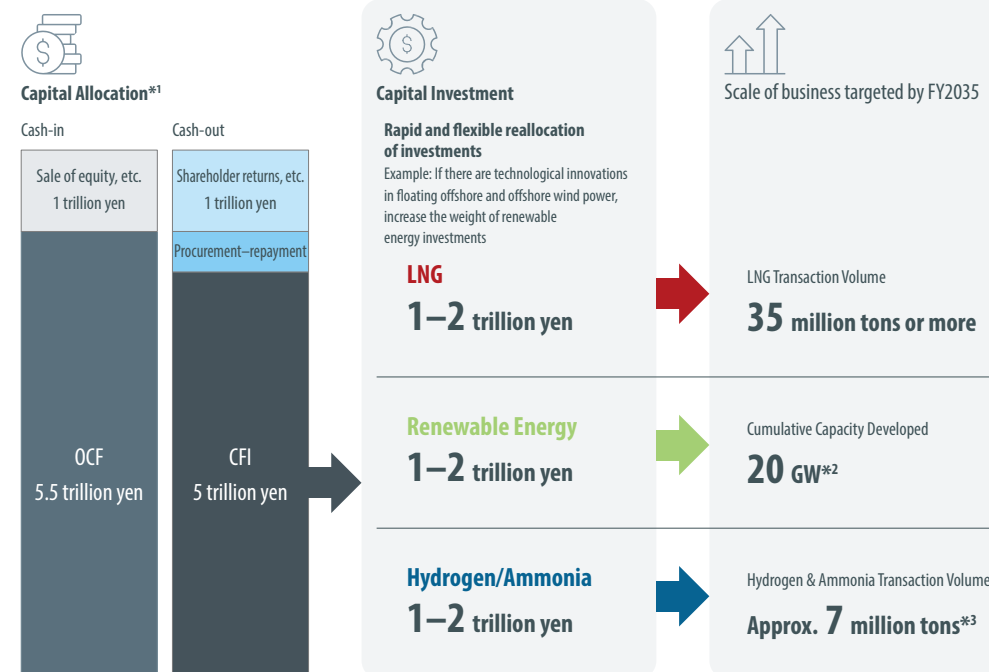 $
Capital Allocation*1
Cash-in
Cash-out
Sale of equity, etc.
1 trillion yen
OCF
5.5 trillion yen
Shareholder returns, etc.
1 trillion yen
Procurement–repayment
CFI
5 trillion yen
$
Capital Investment
Rapid and flexible reallocation
of investments
Example: If there are technological innovations
in floating offshore and offshore wind power,
increase the weight of renewable
energy investments
LNG
1–2 trillion yen
Renewable Energy
1–2 trillion yen
Hydrogen/Ammonia
1–2 trillion yen
Scale of business targeted by FY2035
LNG Transaction Volume
35 million tons or more
Cumulative Capacity Developed
20 GW*2
Hydrogen & Ammonia Transaction Volume
Approx. 7 million tons*3